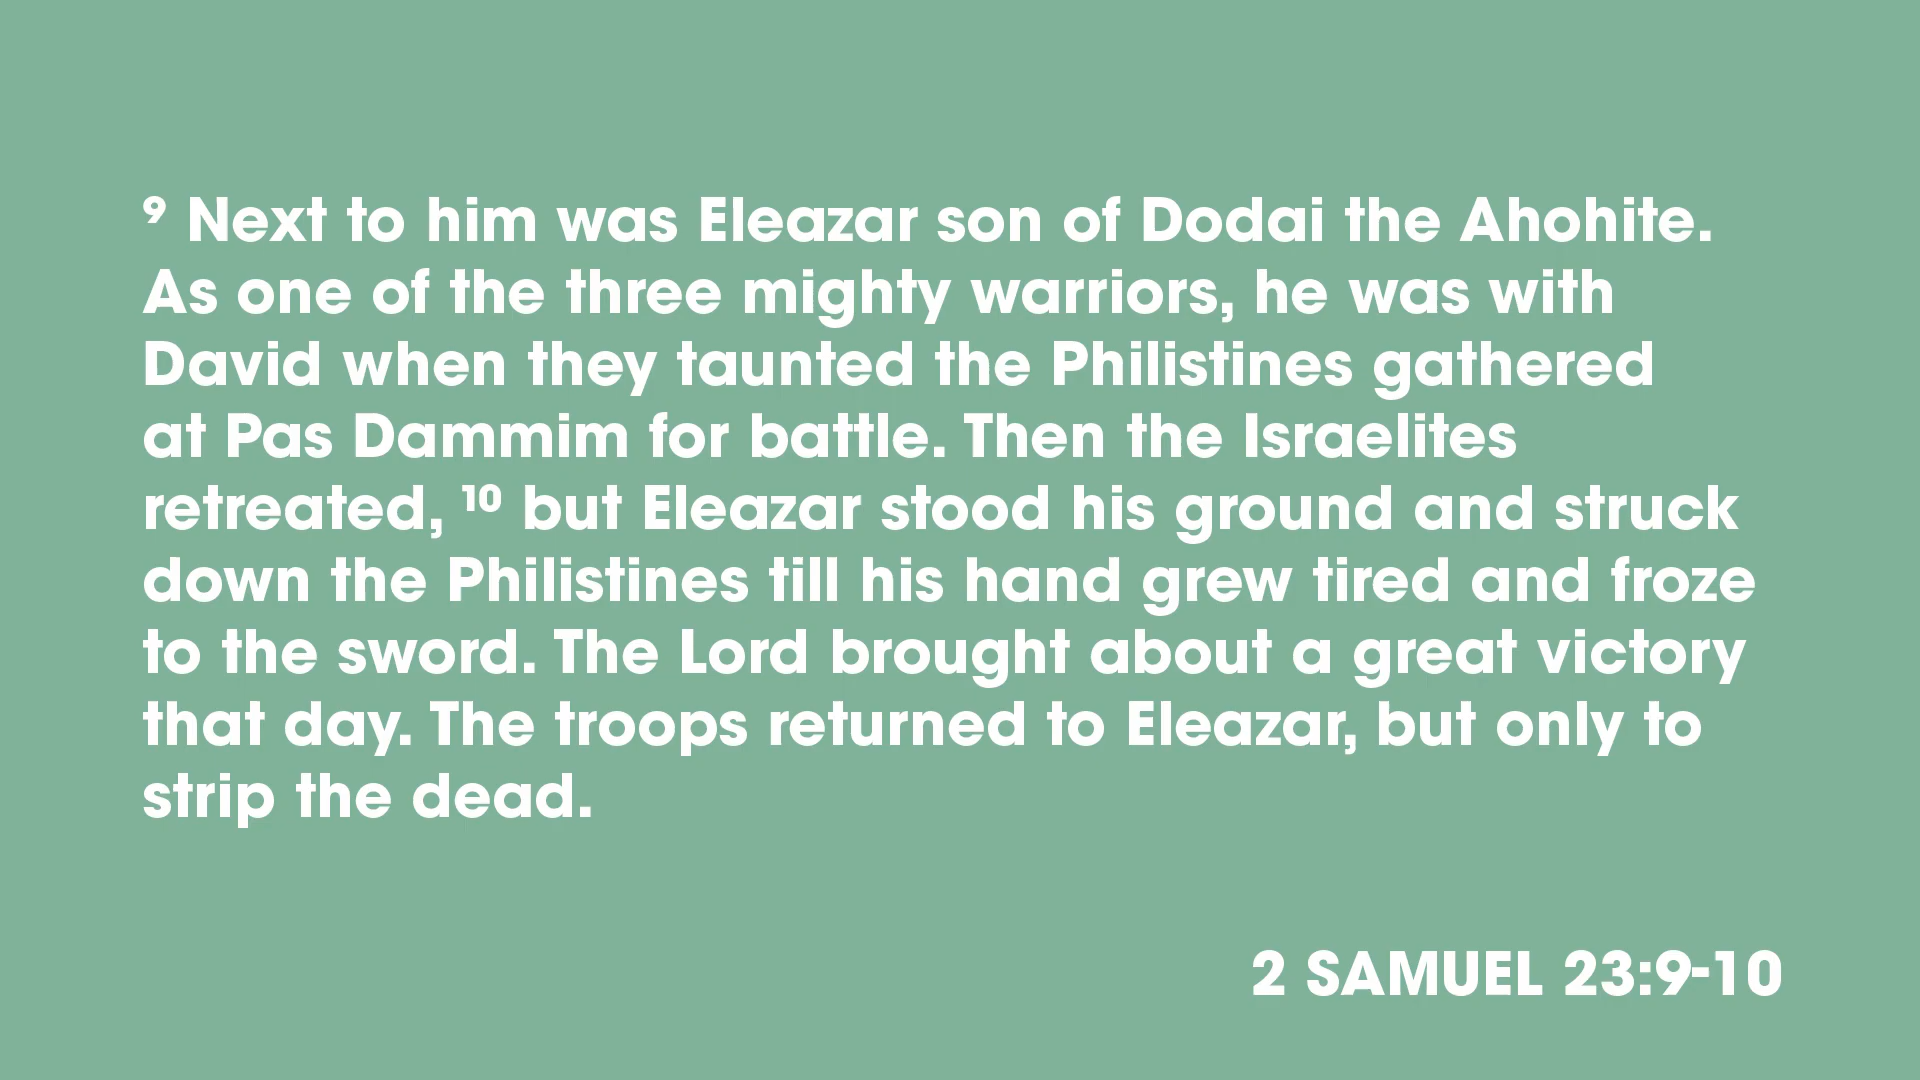 ⁹ Next to him was Eleazar son of Dodai the Ahohite.
As one of the three mighty warriors, he was with
David when they taunted the Philistines gathered
at Pas Dammim for battle. Then the Israelites
retreated, ¹⁰ but Eleazar stood his ground and struck
down the Philistines till his hand grew tired and froze
to the sword. The Lord brought about a great victory
that day. The troops returned to Eleazar, but only to
strip the dead.
2 SAMUEL 23:9-10